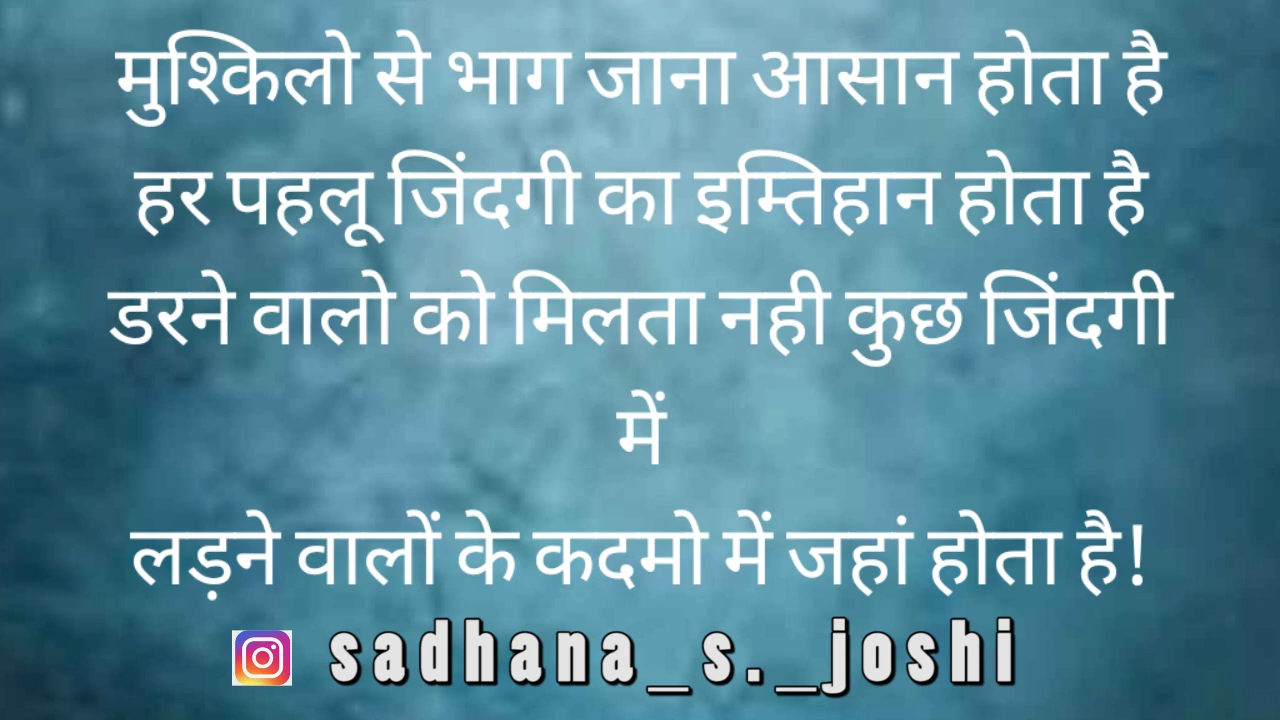 मुश्किलो से भाग जाना आसान होता है
हर पहलू जिंदगी का इम्तिहान होता है
डरने वालो को मिलता नही कुछ जिंदगी
में
लड़ने वालों के कदमो में जहां होता है!
sadhana_s._joshi